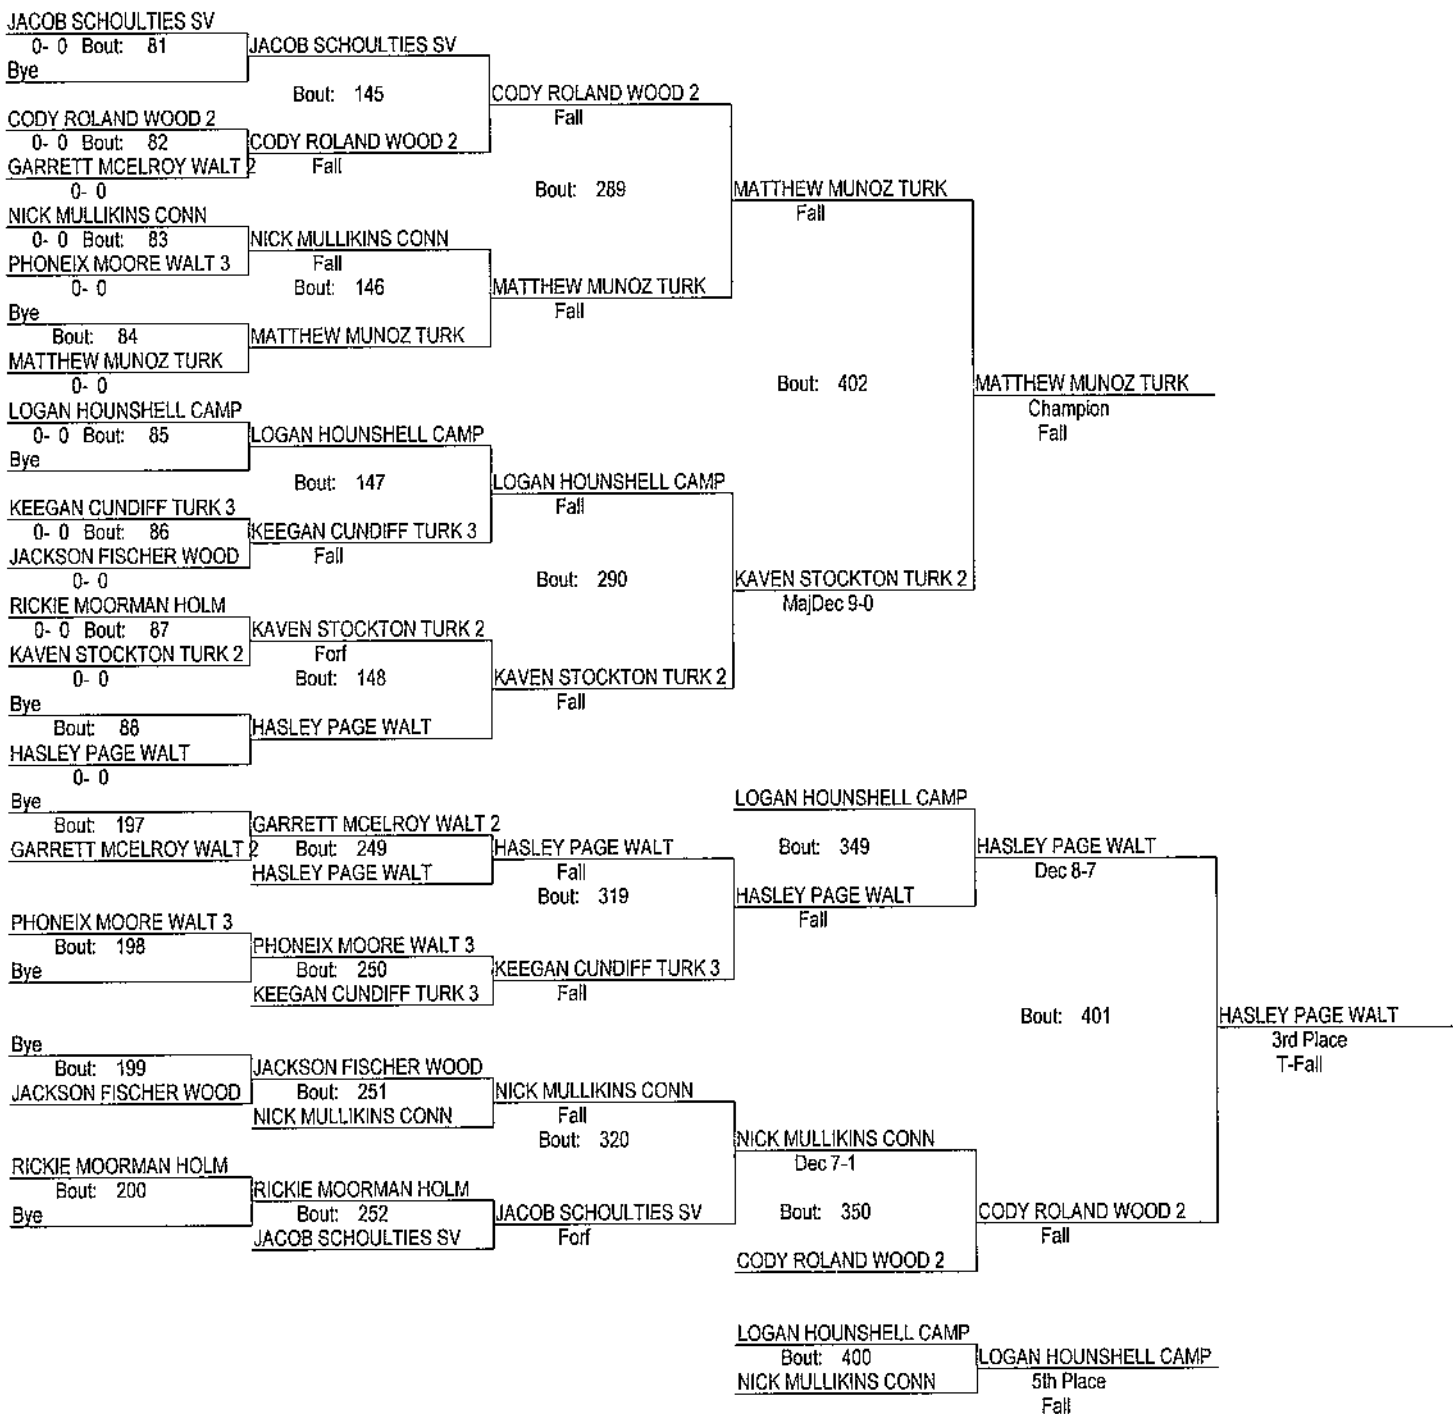 JACOB SCHOULTIES SV
0- 0 Bout: 81
JACOB SCHOULTIES SV
Bye
Bout: 145
CODY ROLAND WOOD 2
Fall
CODY ROLAND WOOD 2
0- 0 Bout: 82
CODY ROLAND WOOD 2
GARRETT MCELROY WALT 2
Fall
0- 0
Bout: 289
MATTHEW MUNOZ TURK
Fall
NICK MULLIKINS CONN
0- 0 Bout: 83
NICK MULLIKINS CONN
PHONEIX MOORE WALT 3
Fall
0- 0
Bout: 146
MATTHEW MUNOZ TURK
Fall
Bye
Bout: 84
MATTHEW MUNOZ TURK
MATTHEW MUNOZ TURK
0- 0
Bout: 402
MATTHEW MUNOZ TURK
Champion
Fall
LOGAN HOUNSHELL CAMP
0- 0 Bout: 85
LOGAN HOUNSHELL CAMP
Bye
Bout: 147
LOGAN HOUNSHELL CAMP
Fall
KEEGAN CUNDIFF TURK 3
0- 0 Bout: 86
KEEGAN CUNDIFF TURK 3
JACKSON FISCHER WOOD
Fall
0- 0
Bout: 290
KAVEN STOCKTON TURK 2
MajDec 9-0
RICKIE MOORMAN HOLM
0- 0 Bout: 87
KAVEN STOCKTON TURK 2
KAVEN STOCKTON TURK 2
Forf
0- 0
Bout: 148
KAVEN STOCKTON TURK 2
Fall
Bye
Bout: 88
HASLEY PAGE WALT
HASLEY PAGE WALT
0- 0
Bye
LOGAN HOUNSHELL CAMP
Bout: 197
GARRETT MCELROY WALT 2
GARRETT MCELROY WALT 2
Bout: 249
HASLEY PAGE WALT
Bout: 349
HASLEY PAGE WALT
HASLEY PAGE WALT
Fall
Dec 8-7
Bout: 319
HASLEY PAGE WALT
Fall
PHONEIX MOORE WALT 3
Bout: 198
PHONEIX MOORE WALT 3
Bye
Bout: 250
KEEGAN CUNDIFF TURK 3
KEEGAN CUNDIFF TURK 3
Fall
Bout: 401
HASLEY PAGE WALT
3rd Place
T-Fall
Bye
Bout: 199
JACKSON FISCHER WOOD
JACKSON FISCHER WOOD
Bout: 251
NICK MULLIKINS CONN
NICK MULLIKINS CONN
Fall
Bout: 320
NICK MULLIKINS CONN
Dec 7-1
RICKIE MOORMAN HOLM
Bout: 200
RICKIE MOORMAN HOLM
Bye
Bout: 252
JACOB SCHOULTIES SV
Bout: 350
CODY ROLAND WOOD 2
JACOB SCHOULTIES SV
Forf
Fall
CODY ROLAND WOOD 2
LOGAN HOUNSHELL CAMP
Bout: 400
LOGAN HOUNSHELL CAMP
NICK MULLIKINS CONN
5th Place
Fall